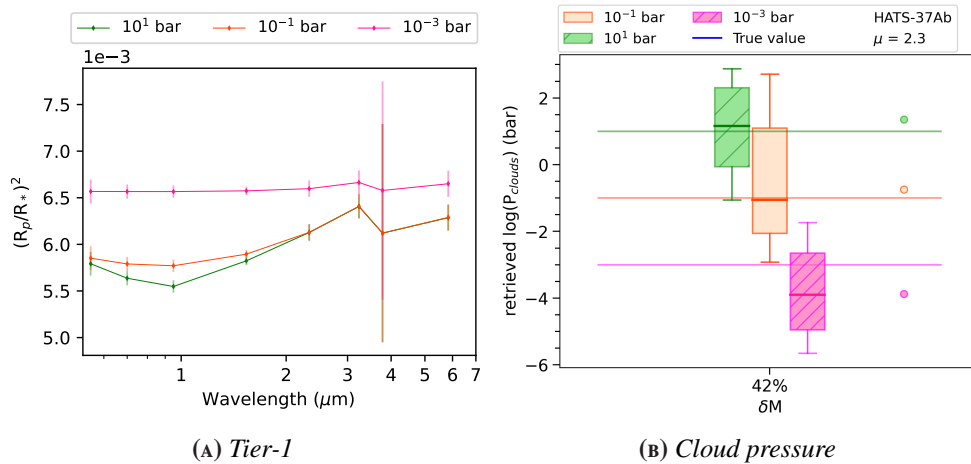 10¹ bar 10⁻¹ bar 10⁻³ bar
1e−3
7.5
7.0
6.5
6.0
5.5
5.0
(Rₚ/R*)²
1 2 3 4 5 6 7
Wavelength (μm)
(A) Tier-1
10⁻¹ bar 10⁻³ bar HATS-37Ab
10¹ bar True value μ = 2.3
2
0
−2
−4
−6
retrieved log(P_clouds) (bar)
42%
δM
(B) Cloud pressure